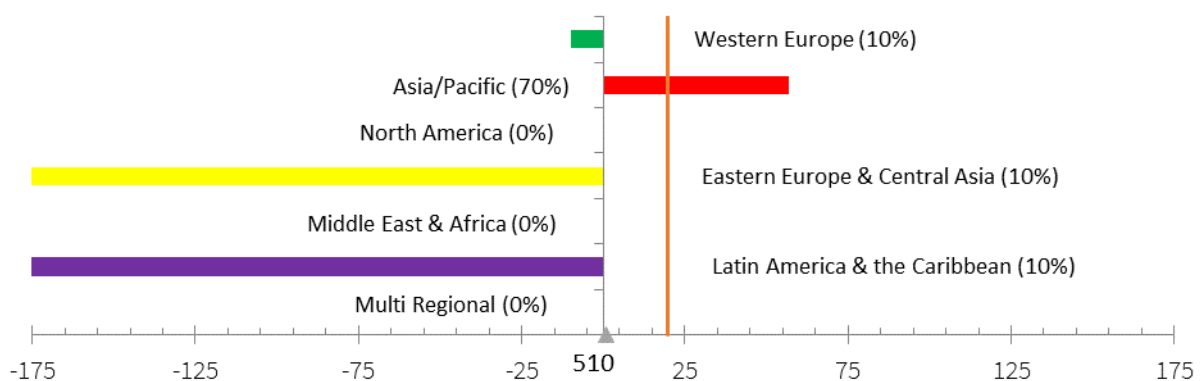 Western Europe (10%)
Asia/Pacific (70%)
North America (0%)
Eastern Europe & Central Asia (10%)
Middle East & Africa (0%)
Latin America & the Caribbean (10%)
Multi Regional (0%)
-175 -125 -75 -25 510 25 75 125 175